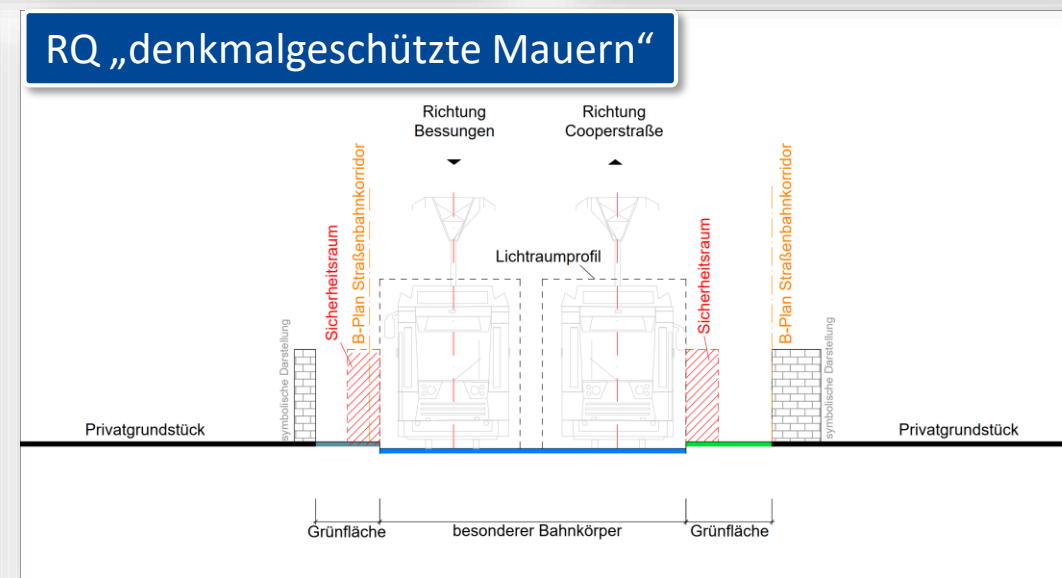 RQ „denkmalgeschützte Mauern“
Richtung
Bessungen
Richtung
Cooperstraße
Sicherheitsraum
B-Plan Straßenbahnkorridor
Lichtraumprofil
Sicherheitsraum
B-Plan Straßenbahnkorridor
symbolische Darstellung
symbolische Darstellung
Privatgrundstück
Privatgrundstück
Grünfläche
besonderer Bahnkörper
Grünfläche